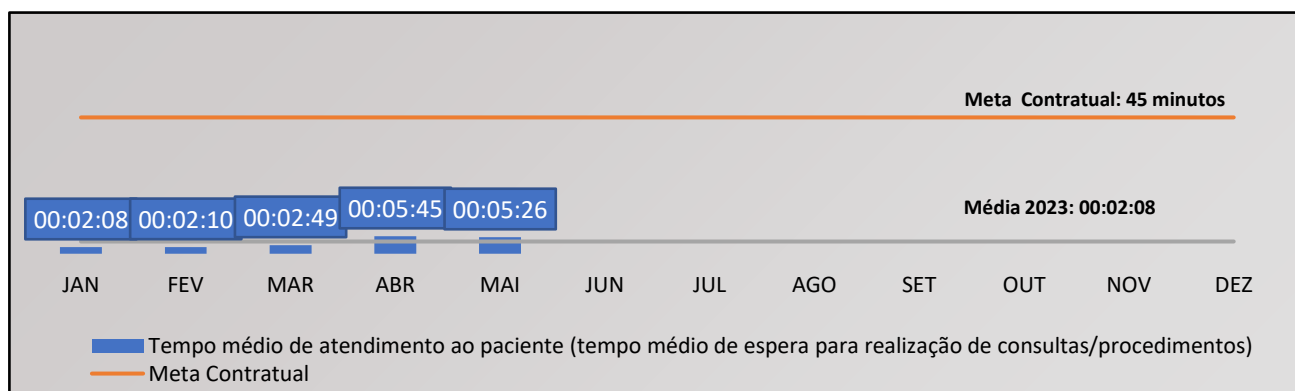 Meta Contratual: 45 minutos
00:02:08 00:02:10 00:02:49 00:05:45 00:05:26
Média 2023: 00:02:08
JAN FEV MAR ABR MAI JUN JUL AGO SET OUT NOV DEZ
Tempo médio de atendimento ao paciente (tempo médio de espera para realização de consultas/procedimentos)
Meta Contratual